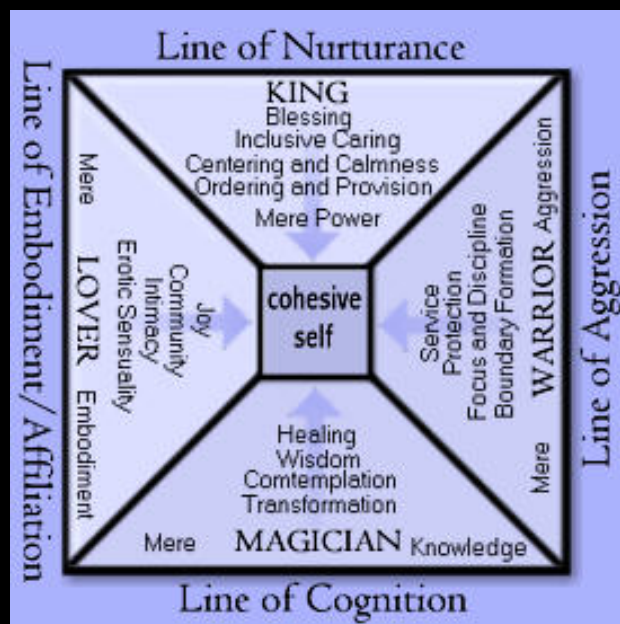 Line of Nurturance
KING
Blessing
Inclusive Caring
Centering and Calmness
Ordering and Provision
Mere Power
Line of Embodiment/Affiliation
Mere
LOVER
Embodiment
Erotic Sensuality
Intimacy
Community
Joy
cohesive
self
Service
Protection
Focus and Discipline
Boundary Formation
Mere
WARRIOR
Aggression
Line of Aggression
Healing
Wisdom
Comtemplation
Transformation
Mere MAGICIAN Knowledge
Line of Cognition